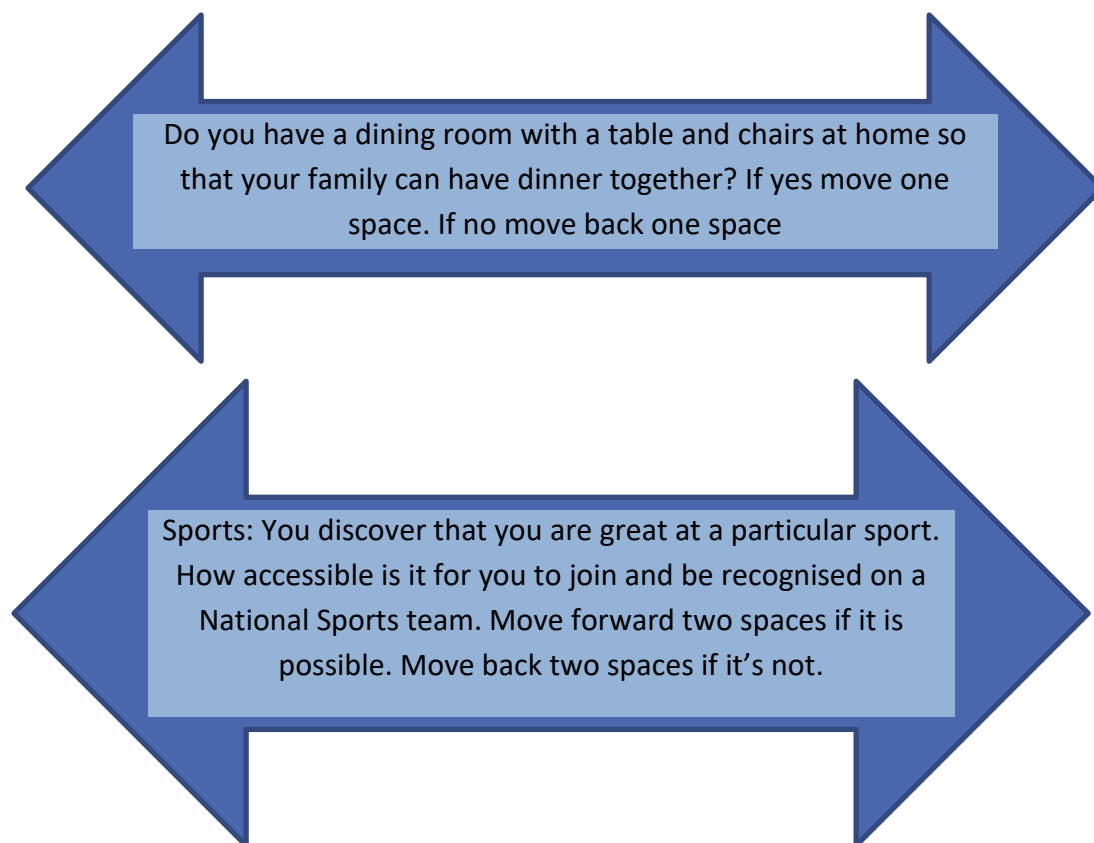 Do you have a dining room with a table and chairs at home so
that your family can have dinner together? If yes move one
space. If no move back one space
Sports: You discover that you are great at a particular sport.
How accessible is it for you to join and be recognised on a
National Sports team. Move forward two spaces if it is
possible. Move back two spaces if it’s not.